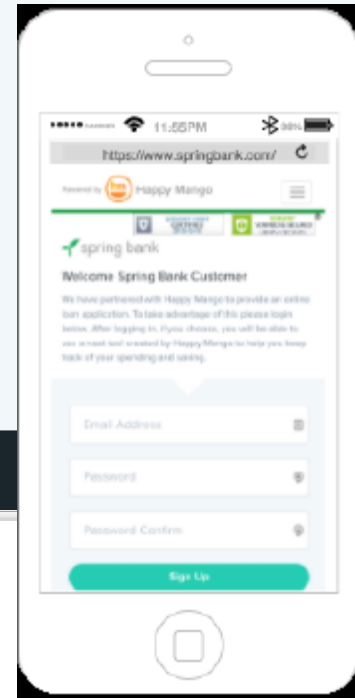 11:55PM
https://www.springbank.com/
Powered by Happy Mango
spring bank
Welcome Spring Bank Customer
We have partnered with Happy Mango to provide an online
loan application. To take advantage of this please login
below. After logging in, if you choose, you will be able to
use a neat tool created by Happy Mango to help you keep
track of your spending and saving.
Email Address
Password
Password Confirm
Sign Up